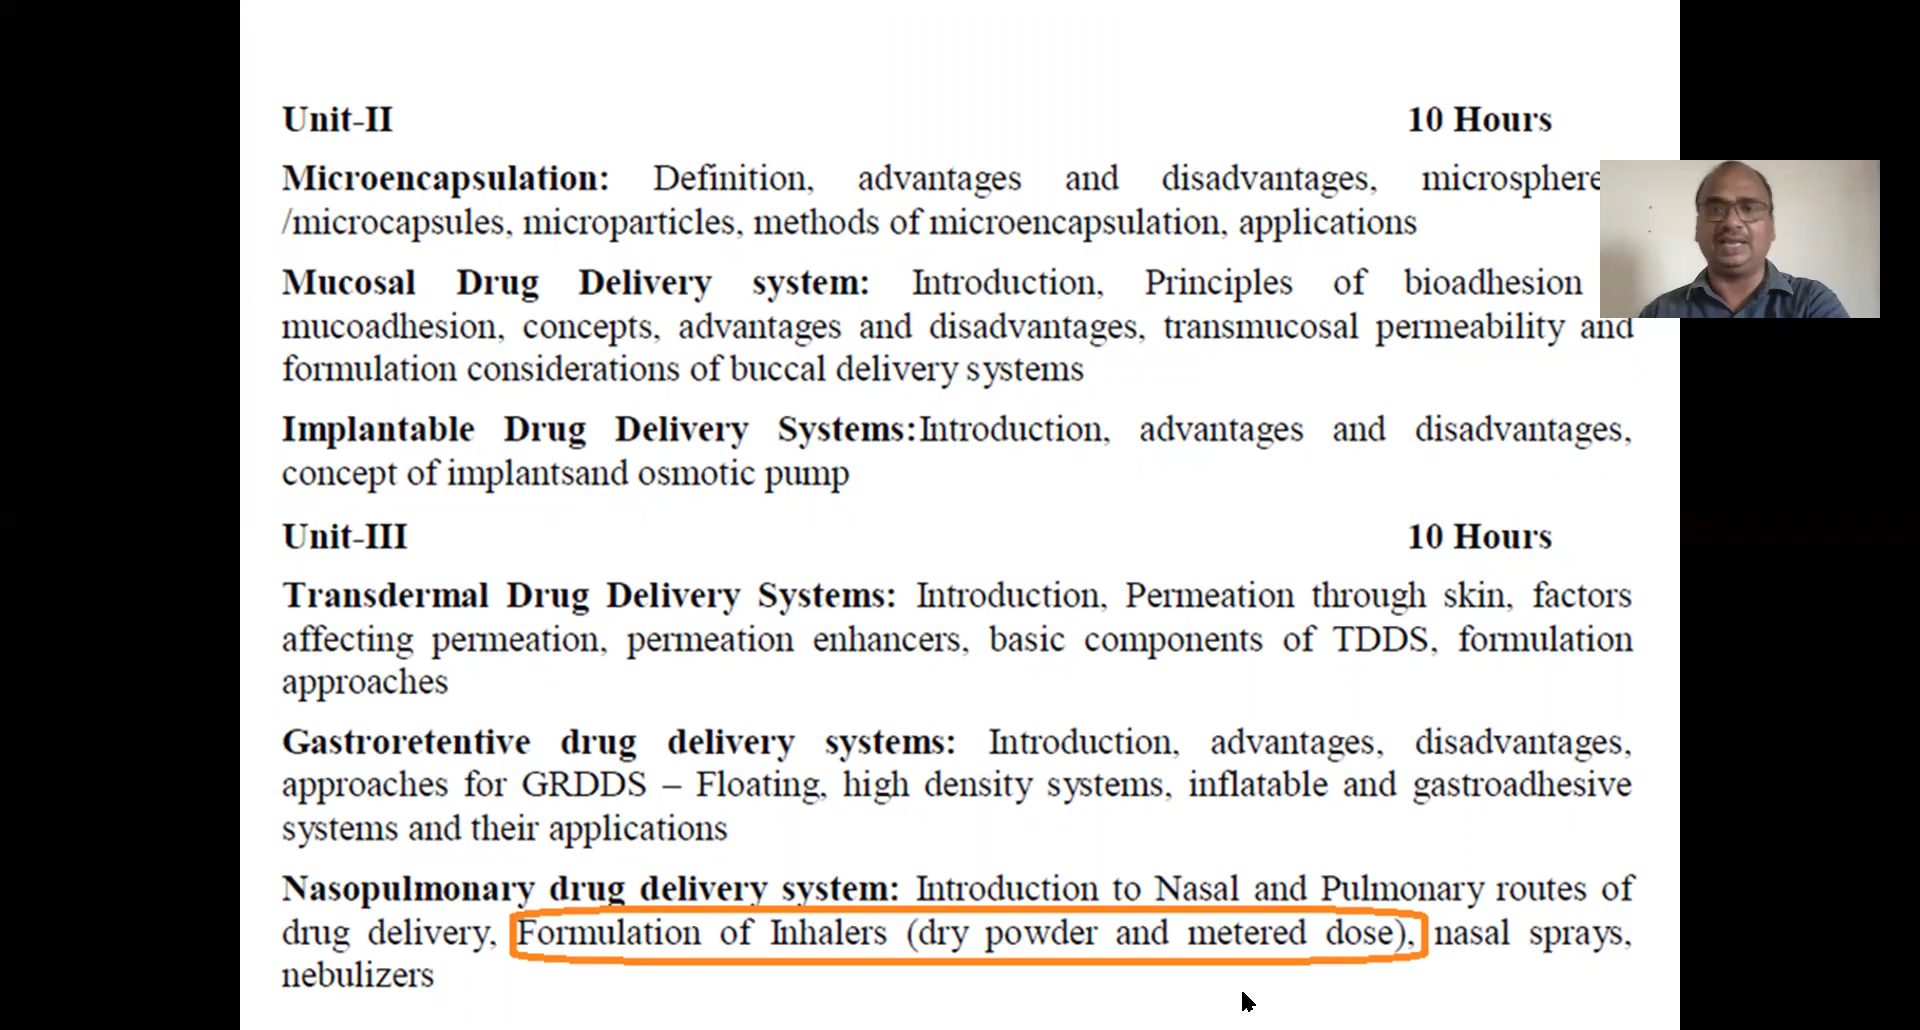 Unit-II 10 Hours
Microencapsulation: Definition, advantages and disadvantages, microsphere
/microcapsules, microparticles, methods of microencapsulation, applications
Mucosal Drug Delivery system: Introduction, Principles of bioadhesion
mucoadhesion, concepts, advantages and disadvantages, transmucosal permeability and
formulation considerations of buccal delivery systems
Implantable Drug Delivery Systems:Introduction, advantages and disadvantages,
concept of implantsand osmotic pump
Unit-III 10 Hours
Transdermal Drug Delivery Systems: Introduction, Permeation through skin, factors
affecting permeation, permeation enhancers, basic components of TDDS, formulation
approaches
Gastroretentive drug delivery systems: Introduction, advantages, disadvantages,
approaches for GRDDS – Floating, high density systems, inflatable and gastroadhesive
systems and their applications
Nasopulmonary drug delivery system: Introduction to Nasal and Pulmonary routes of
drug delivery, Formulation of Inhalers (dry powder and metered dose), nasal sprays,
nebulizers